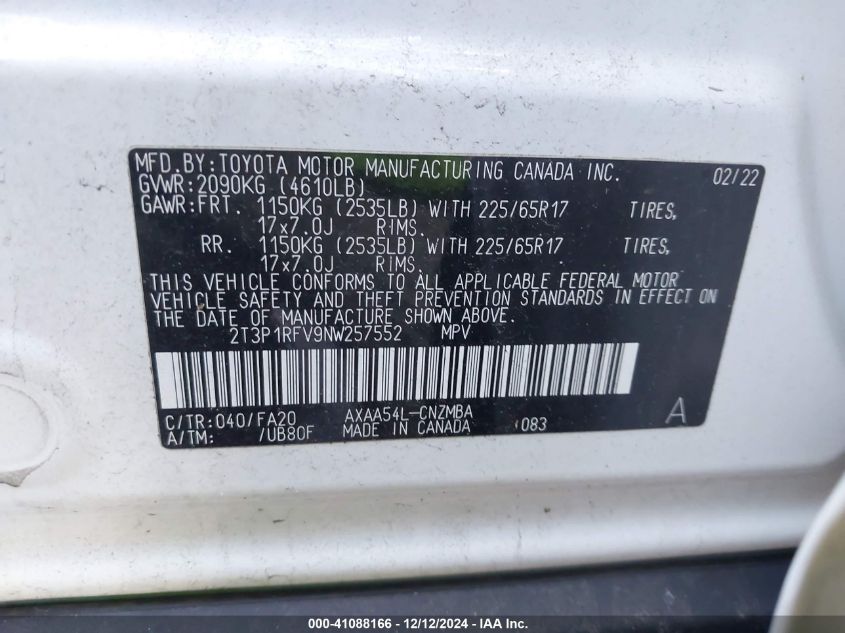 MFD.BY:TOYOTA MOTOR MANUFACTURING CANADA INC. 02/22
GVWR:2090KG (4610LB)
GAWR:FRT. 1150KG (2535LB) WITH 225/65R17 TIRES,
17x7.0J RIMS.
RR. 1150KG (2535LB) WITH 225/65R17 TIRES,
17x7.0J RIMS.
THIS VEHICLE CONFORMS TO ALL APPLICABLE FEDERAL MOTOR
VEHICLE SAFETY AND THEFT PREVENTION STANDARDS IN EFFECT ON
THE DATE OF MANUFACTURE SHOWN ABOVE.
2T3P1RFV9NW257552 MPV
C/TR:040/FA20 AXAA54L-CNZMBA A
A/TM: /UB80F MADE IN CANADA 083
000-41088166 - 12/12/2024 - IAA Inc.